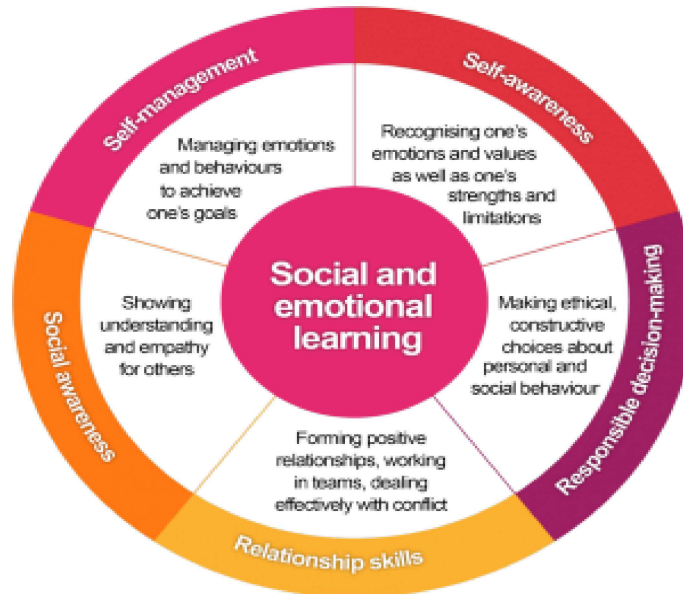 Self-management
Self-awareness
Managing emotions
and behaviours
to achieve
one's goals
Recognising one's
emotions and values
as well as one's
strengths and
limitations
Social and
emotional
learning
Showing
understanding
and empathy
for others
Making ethical,
constructive
choices about
personal and
social behaviour
Social awareness
Responsible decision-making
Forming positive
relationships, working
in teams, dealing
effectively with conflict
Relationship skills